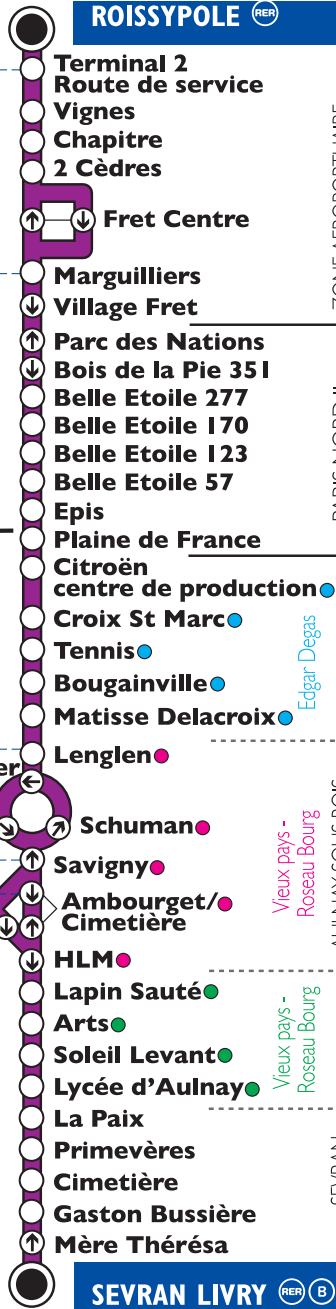 ROISSYPOLE RER
Terminal 2
Route de service
Vignes
Chapitre
2 Cèdres
Fret Centre
Marguilliers
Village Fret
Parc des Nations
Bois de la Pie 351
Belle Etoile 277
Belle Etoile 170
Belle Etoile 123
Belle Etoile 57
Epis
Plaine de France
Citroën
centre de production
Croix St Marc
Tennis
Bougainville
Matisse Delacroix
Edgar Degas
Lenglen
Schuman
Savigny
Ambourget/
Cimetière
HLM
Vieux pays -
Roseau Bourg
Lapin Sauté
Arts
Soleil Levant
Lycée d'Aulnay
Vieux pays -
Roseau Bourg
La Paix
Primevères
Cimetière
Gaston Bussière
Mère Thérésa
SEVRAN LIVRY RER B